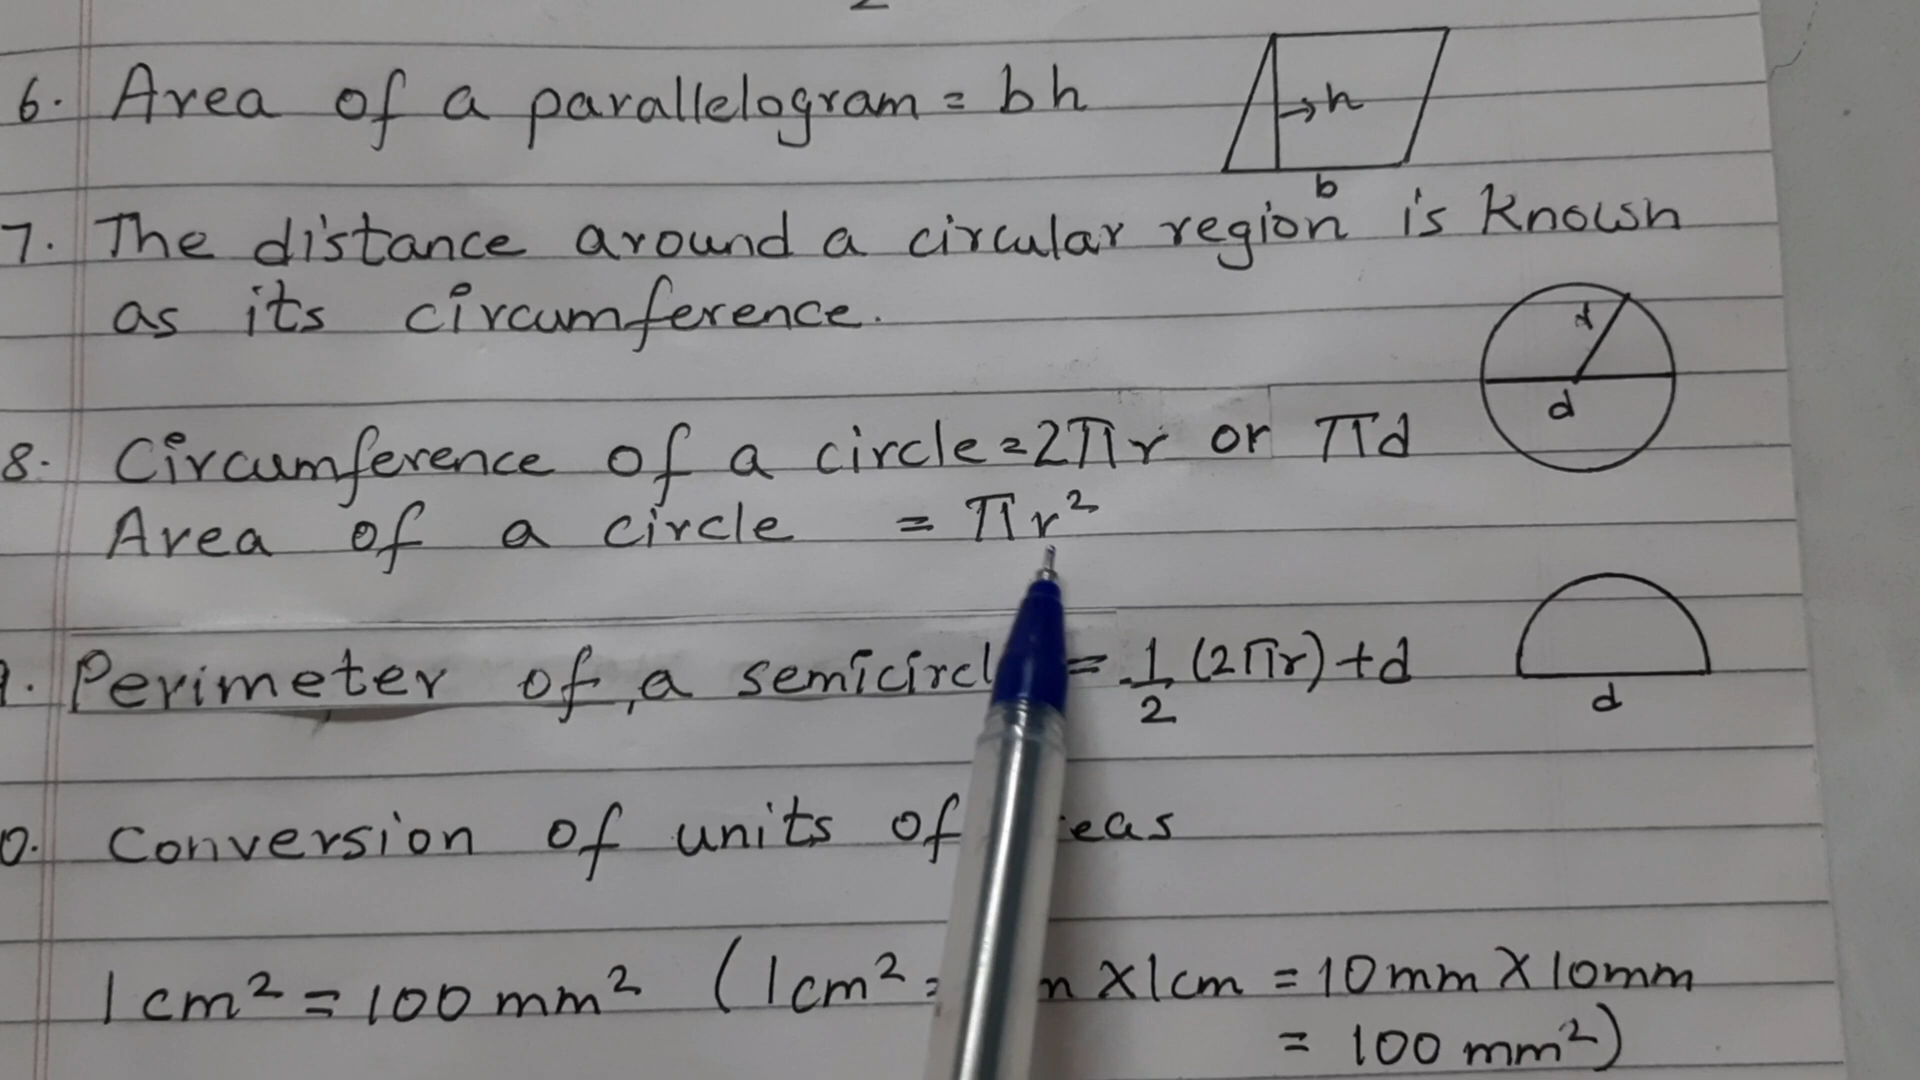 6. Area of a parallelogram = bh
h
b
7. The distance around a circular region is known
as its circumference.
d
8. Circumference of a circle = 2πr or πd
Area of a circle = πr²
Perimeter of a = ½ (2πr) + d
d
0. Conversion of units of
1 cm² = 100 mm² (1 cm² = X 1 cm = 10 mm X 10 mm
= 100 mm²)